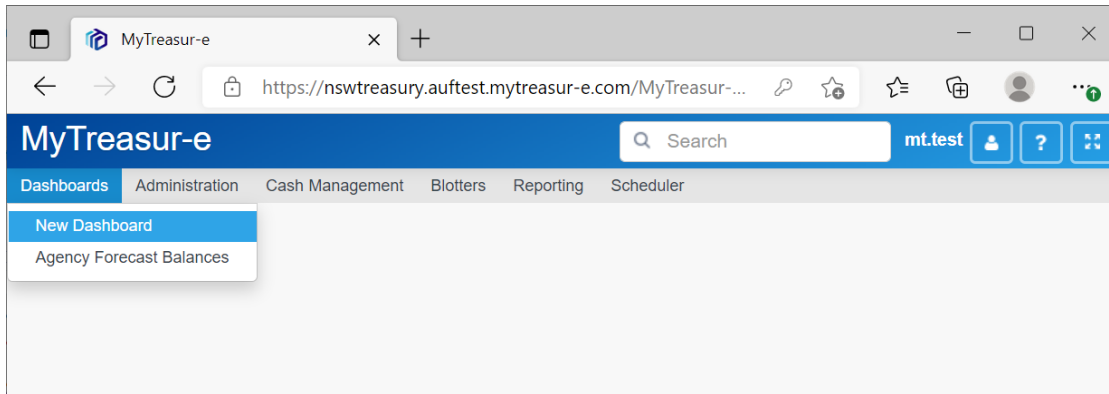 MyTreasur-e
https://nswtreasury.auftest.mytreasur-e.com/MyTreasur-...
MyTreasur-e
Search
mt.test
?
Dashboards Administration Cash Management Blotters Reporting Scheduler
New Dashboard
Agency Forecast Balances